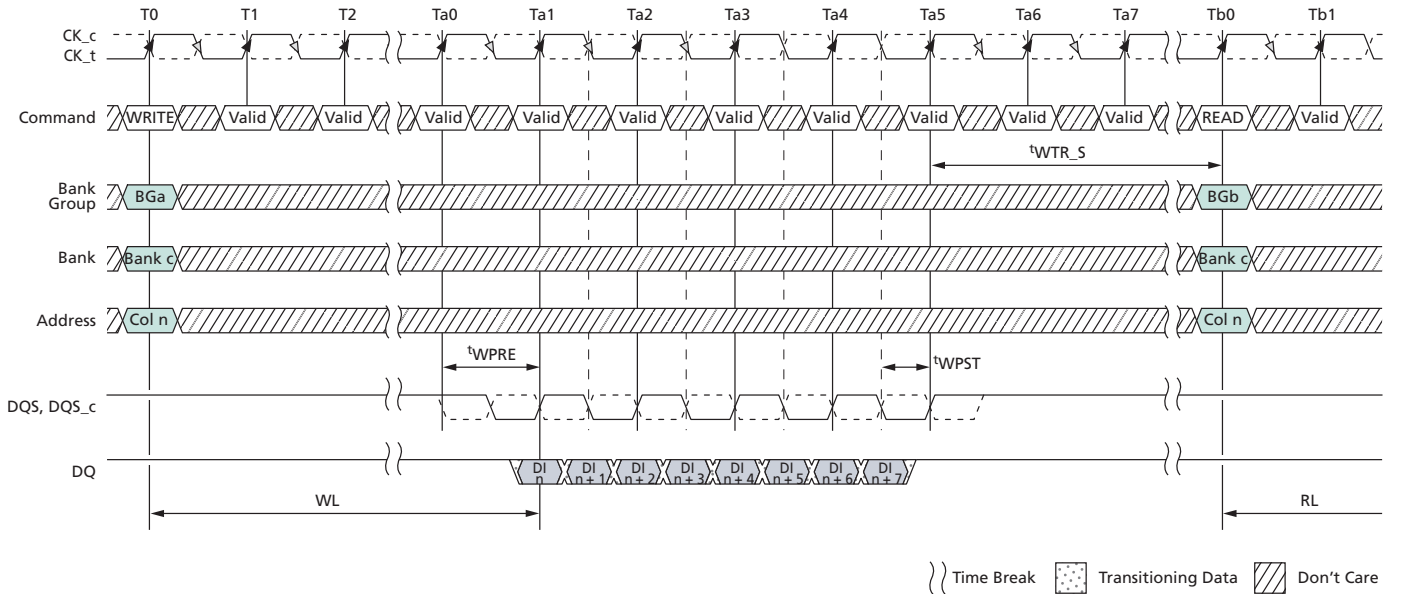 T0 T1 T2 Ta0 Ta1 Ta2 Ta3 Ta4 Ta5 Ta6 Ta7 Tb0 Tb1
CK_c
CK_t
Command WRITE Valid Valid Valid Valid Valid Valid Valid Valid Valid Valid READ Valid
tWTR_S
Bank Group BGa BGb
Bank Bank c Bank c
Address Col n Col n
tWPRE tWPST
DQS, DQS_c
DQ DI n DI n + 1 DI n + 2 DI n + 3 DI n + 4 DI n + 5 DI n + 6 DI n + 7
WL RL
Time Break Transitioning Data Don't Care